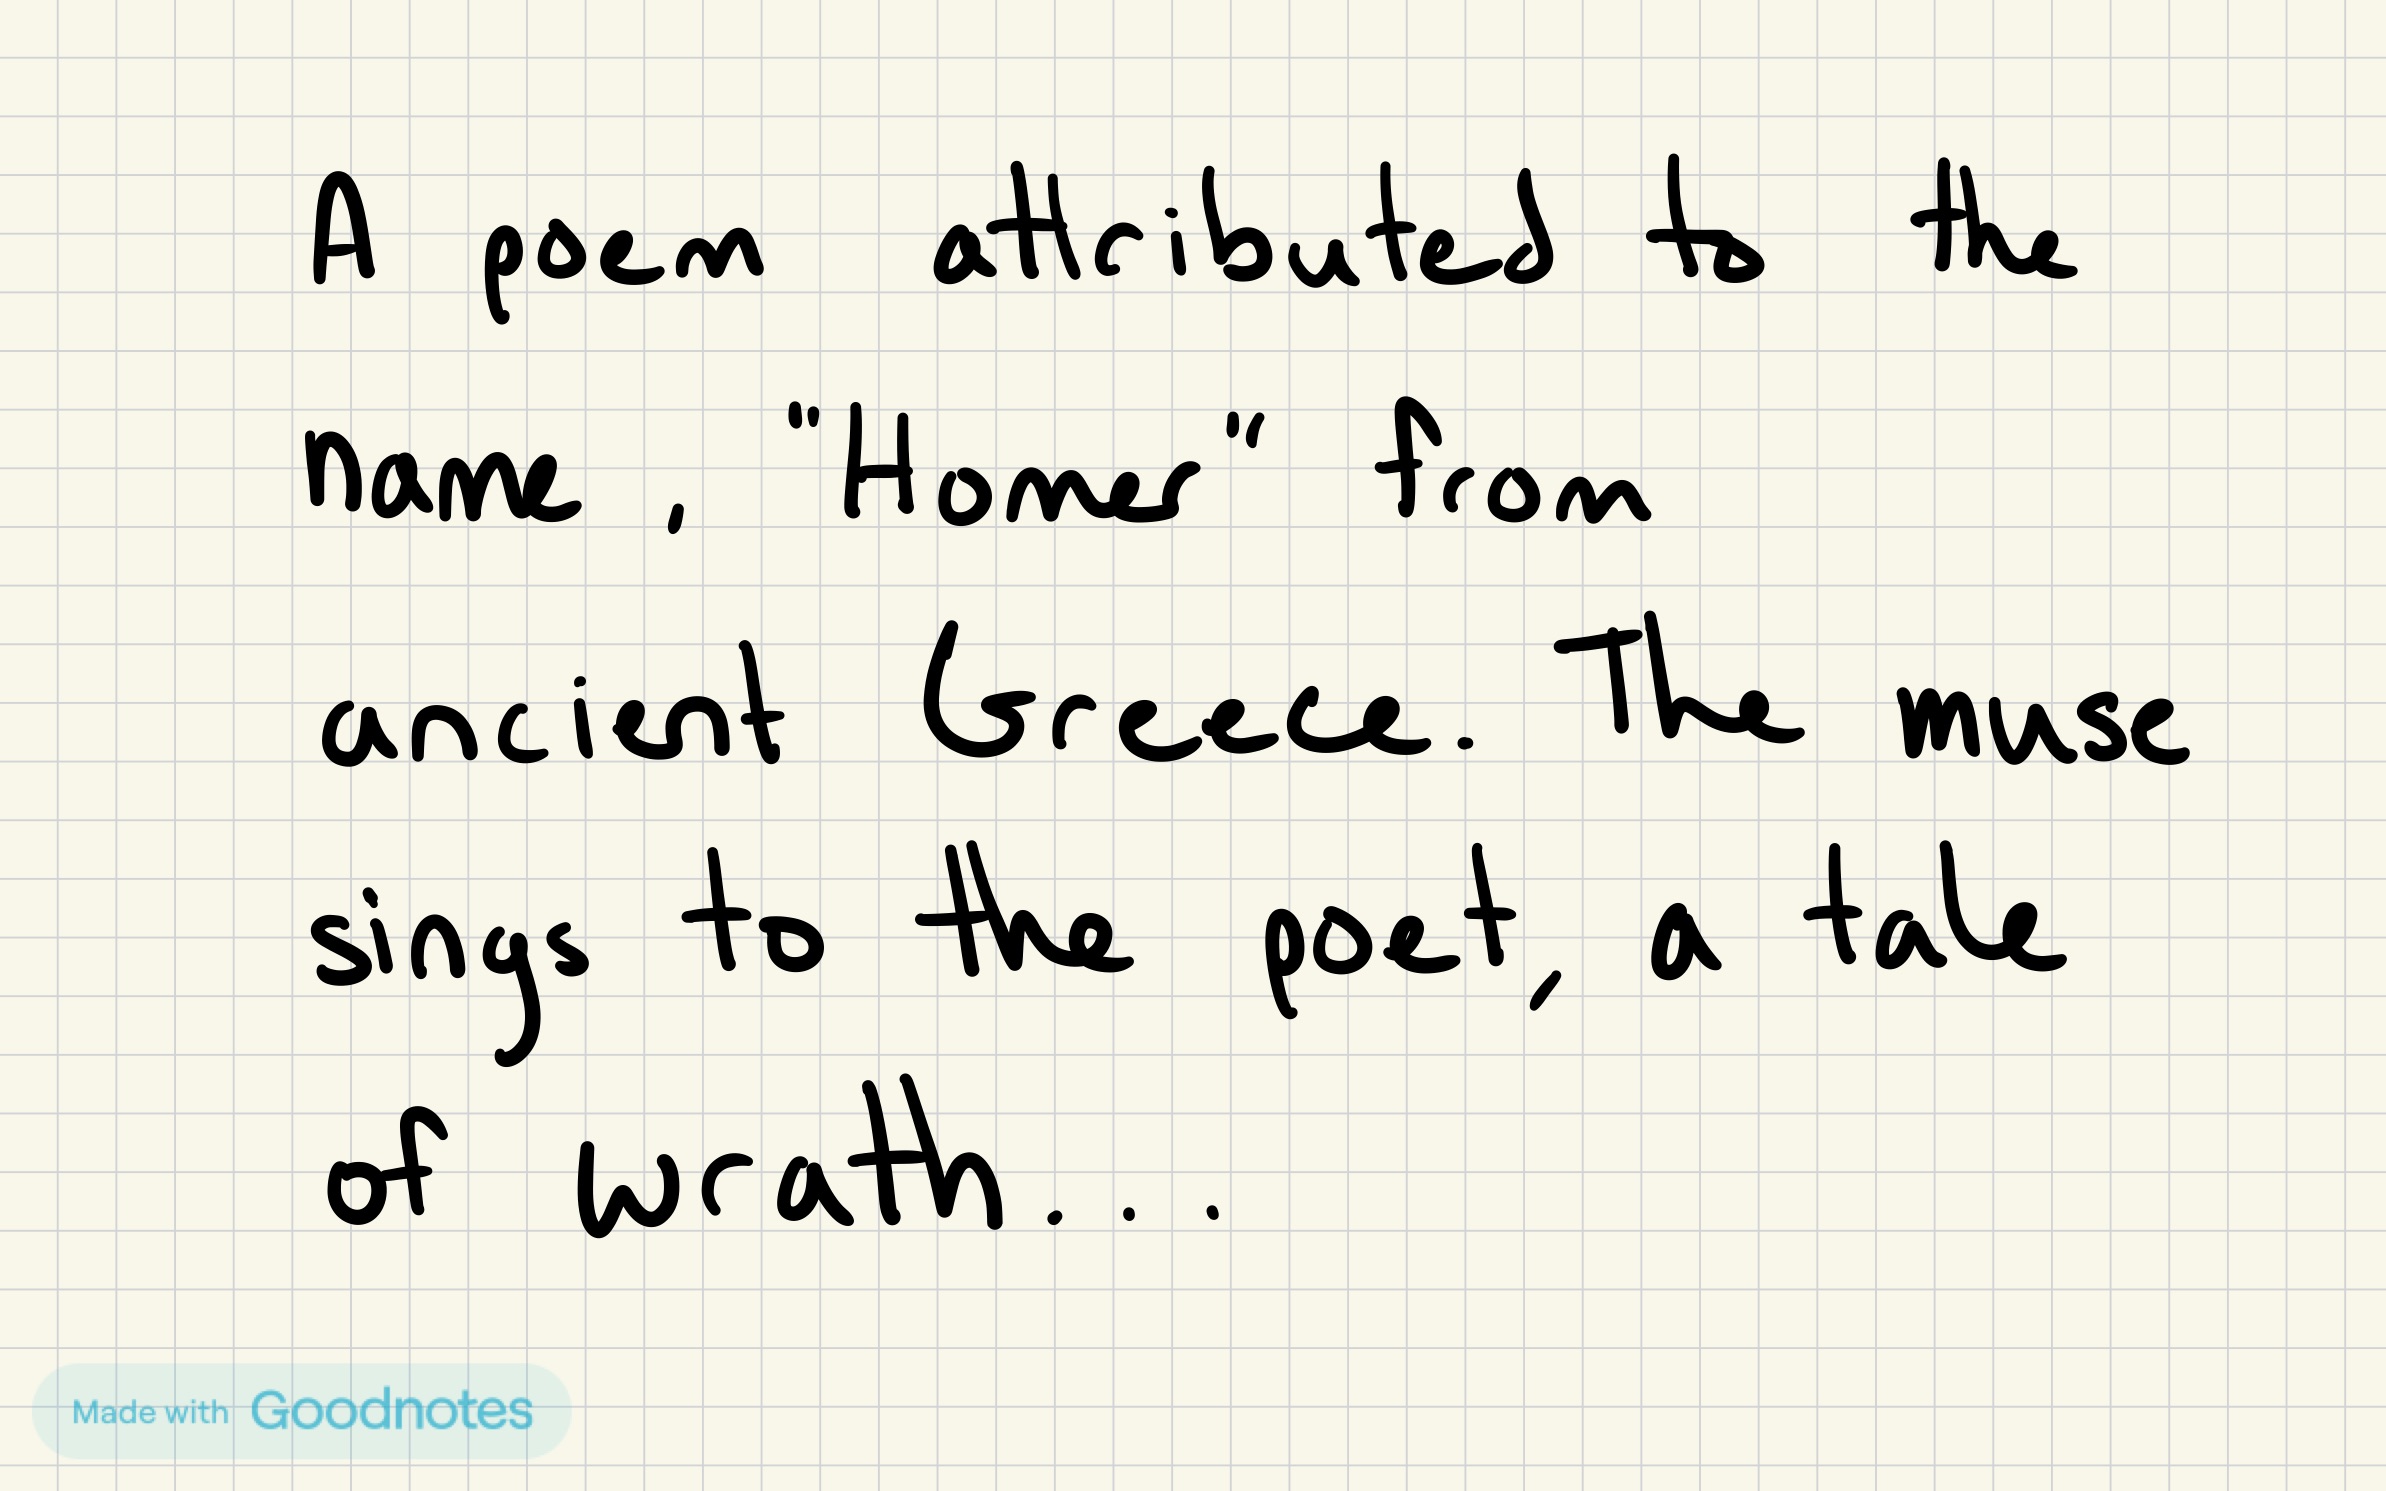 A poem attributed to the
name, "Homer" from
ancient Greece. The muse
sings to the poet, a tale
of wrath...
Made with Goodnotes